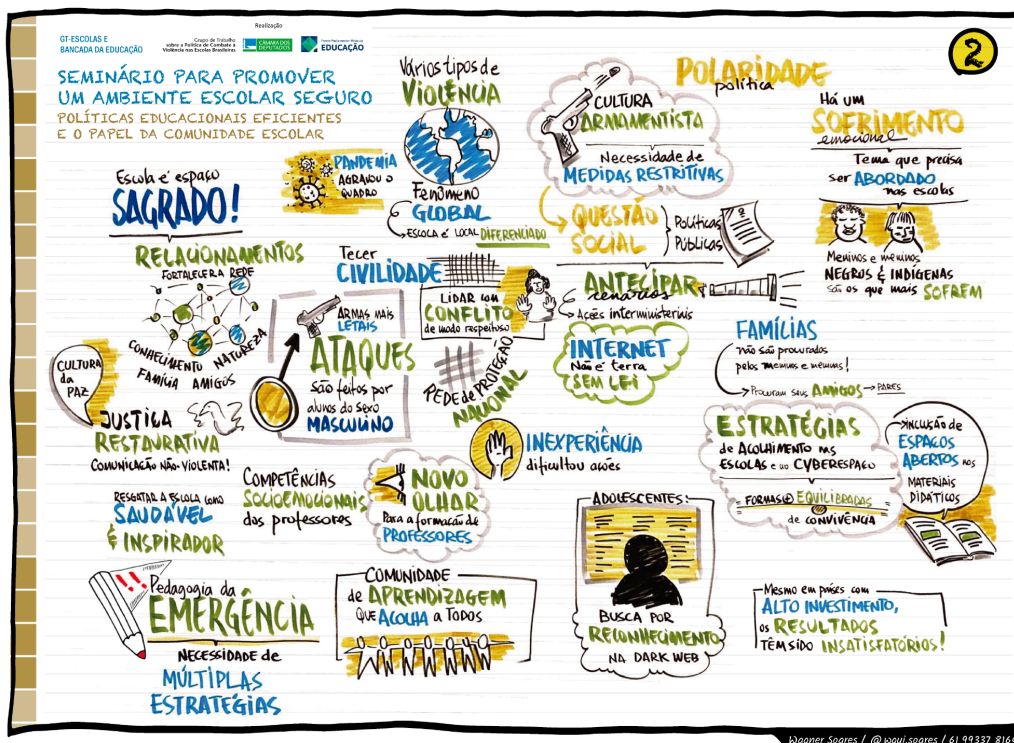 Realização
GT-ESCOLAS E
BANCADA DA EDUCAÇÃO
Grupo de Trabalho
sobre a Política de Combate à
Violência nas Escolas Brasileiras
CÂMARA DOS
DEPUTADOS
EDUCAÇÃO
2
SEMINÁRIO PARA PROMOVER
UM AMBIENTE ESCOLAR SEGURO
POLÍTICAS EDUCACIONAIS EFICIENTES
E O PAPEL DA COMUNIDADE ESCOLAR
Vários tipos de
VIOLÊNCIA
Fenômeno
GLOBAL
ESCOLA É LOCAL DIFERENCIADO
PANDEMIA
AGRAVOU O
QUADRO
Escola é espaço
SAGRADO!
RELACIONAMENTOS
FORTALECER A REDE
CONHECIMENTO
FAMÍLIA
AMIGOS
NATUREZA
CULTURA
da
PAZ
JUSTIÇA
RESTAURATIVA
COMUNICAÇÃO NÃO-VIOLENTA!
RESGATAR A ESCOLA COMO
SAUDÁVEL
E INSPIRADOR
Tecer
CIVILIDADE
LIDAR COM
CONFLITO
de modo respeitoso
ARMAS MAIS
LETAIS
ATAQUES
São feitos por
alunos do sexo
MASCULINO
REDE de PROTEÇÃO
NACIONAL
POLARIDADE
política
CULTURA
ARMAMENTISTA
Necessidade de
MEDIDAS RESTRITIVAS
QUESTÃO
SOCIAL
Políticas
Públicas
ANTECIPAR
cenários
Ações interministeriais
INTERNET
Não é terra
SEM LEI
Há um
SOFRIMENTO
emocional
Tema que precisa
ser ABORDADO
nas escolas
Meninos e meninas
NEGROS E INDÍGENAS
são os que mais SOFREM
FAMÍLIAS
não são procurados
pelos meninos e meninas!
Procuram seus AMIGOS → PARES
ESTRATÉGIAS
de ACOLHIMENTO nas
ESCOLAS e no CYBERESPAÇO
FORMAS + EQUILIBRADAS
de CONVIVÊNCIA
INCLUSÃO de
ESPAÇOS
ABERTOS nos
MATERIAIS
DIDÁTICOS
INEXPERIÊNCIA
dificultou ações
COMPETÊNCIAS
SOCIOEMOCIONAIS
dos professores
NOVO
OLHAR
Para a formação de
PROFESSORES
ADOLESCENTES:
BUSCA POR
RECONHECIMENTO
NA DARK WEB
Pedagogia da
EMERGÊNCIA
NECESSIDADE de
MÚLTIPLAS
ESTRATÉGIAS
COMUNIDADE
de APRENDIZAGEM
QUE ACOLHA a TODOS
Mesmo em países com
ALTO INVESTIMENTO,
os RESULTADOS
TÊM SIDO INSATISFATÓRIOS!
Wagner Soares / @wgui.soares / 61 99337